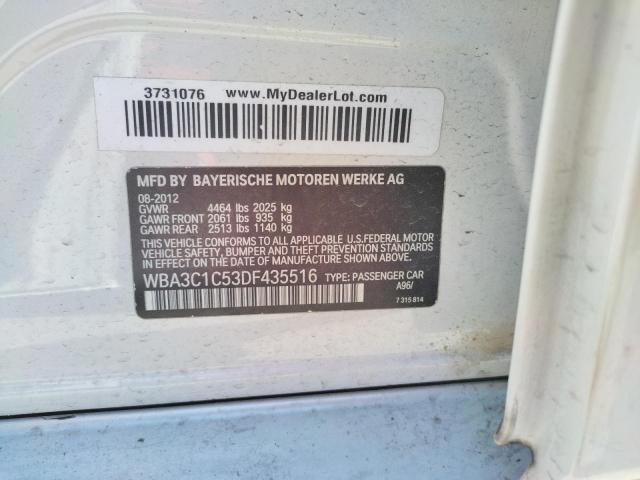 3731076 www.MyDealerLot.com
MFD BY BAYERISCHE MOTOREN WERKE AG
08-2012
GVWR 4464 lbs 2025 kg
GAWR FRONT 2061 lbs 935 kg
GAWR REAR 2513 lbs 1140 kg
THIS VEHICLE CONFORMS TO ALL APPLICABLE U.S.FEDERAL MOTOR
VEHICLE SAFETY, BUMPER AND THEFT PREVENTION STANDARDS
IN EFFECT ON THE DATE OF MANUFACTURE SHOWN ABOVE.
WBA3C1C53DF435516 TYPE: PASSENGER CAR
A96/
7 315 814